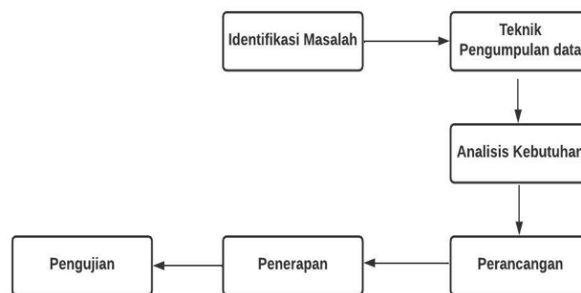 Identifikasi Masalah
Teknik
Pengumpulan data
Analisis Kebutuhan
Perancangan
Penerapan
Pengujian